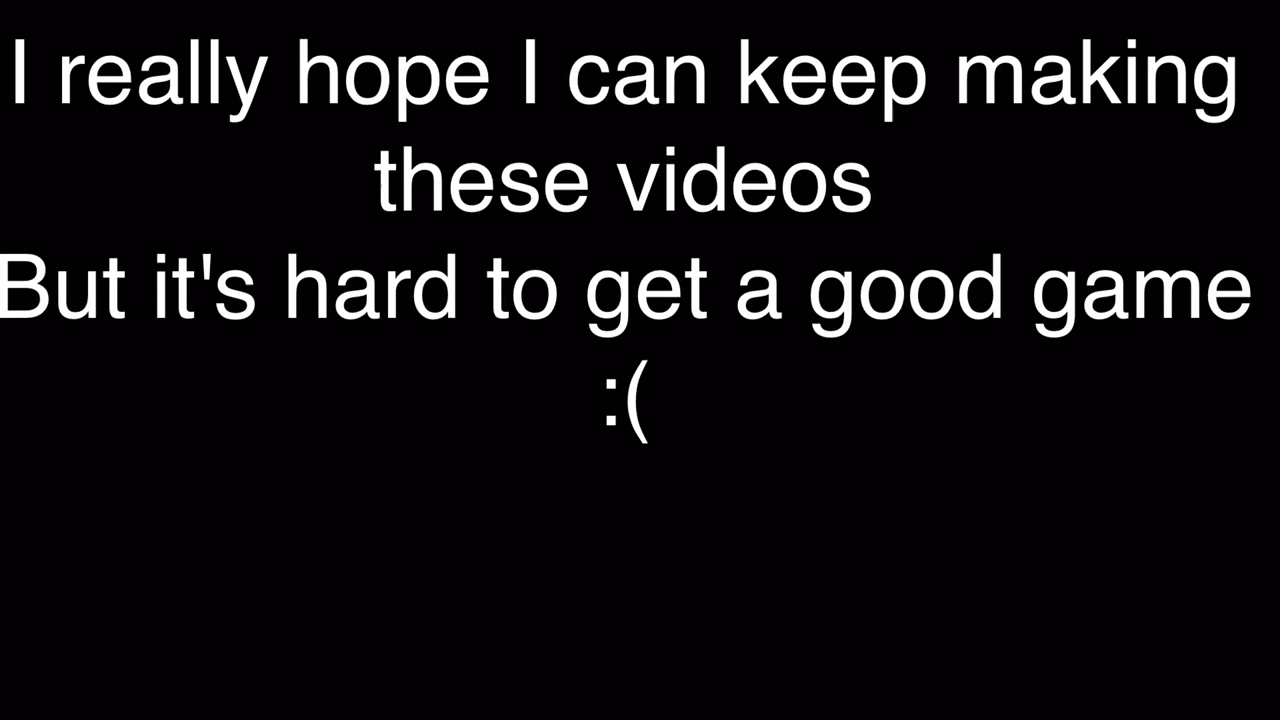 I really hope I can keep making
these videos
But it's hard to get a good game
:(